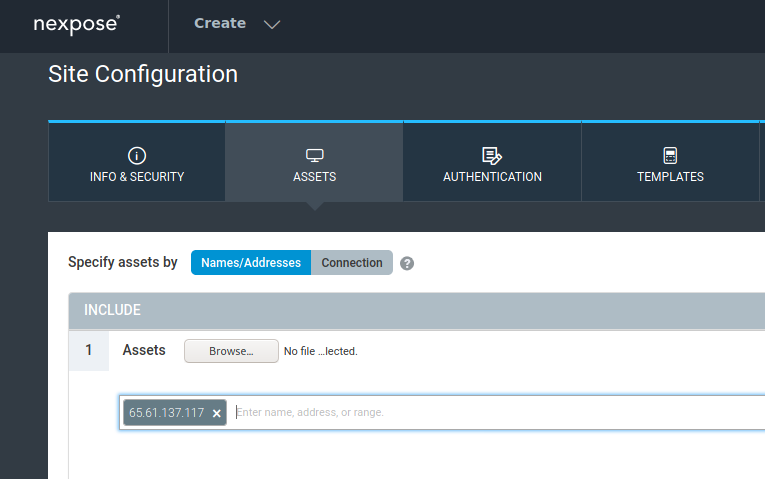 nexpose®
Create
Site Configuration
INFO & SECURITY
ASSETS
AUTHENTICATION
TEMPLATES
Specify assets by Names/Addresses Connection ?
INCLUDE
1 Assets Browse... No file ...lected.
65.61.137.117 × Enter name, address, or range.